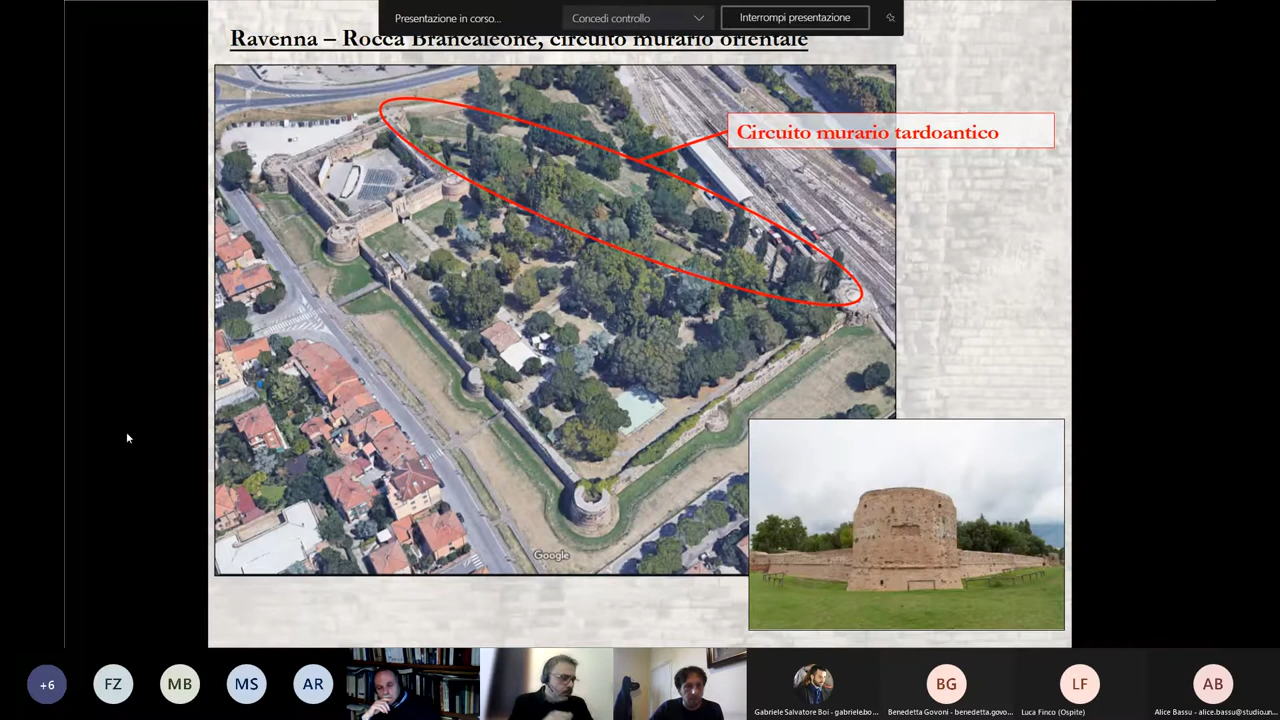 Presentazione in corso...
Concedi controllo
Interrompi presentazione
Ravenna – Rocca Brancaleone, circuito murario orientale
Circuito murario tardoantico
Google
+6
FZ
MB
MS
AR
BG
LF
AB
Gabriele Salvatore Boi - gabriele.bo...
Benedetta Govoni - benedetta.govo...
Luca Finco (Ospite)
Alice Bassu - alice.bassu@studio.un...